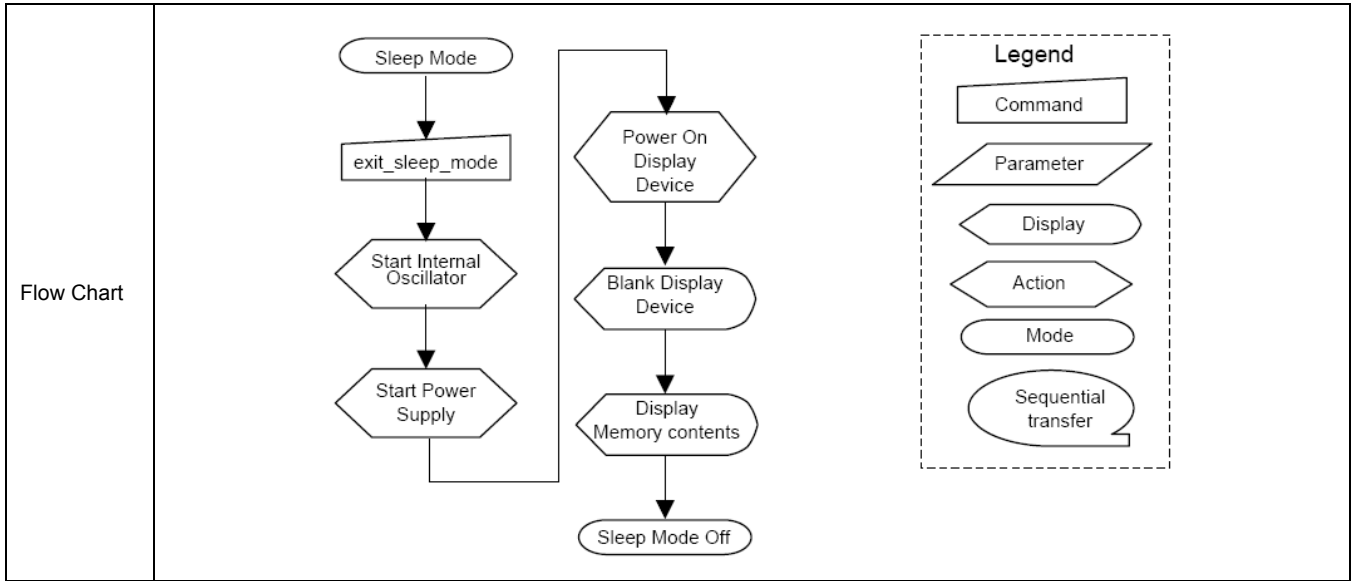 Flow Chart
Sleep Mode
exit_sleep_mode
Start Internal
Oscillator
Start Power
Supply
Power On
Display
Device
Blank Display
Device
Display
Memory contents
Sleep Mode Off
Legend
Command
Parameter
Display
Action
Mode
Sequential
transfer